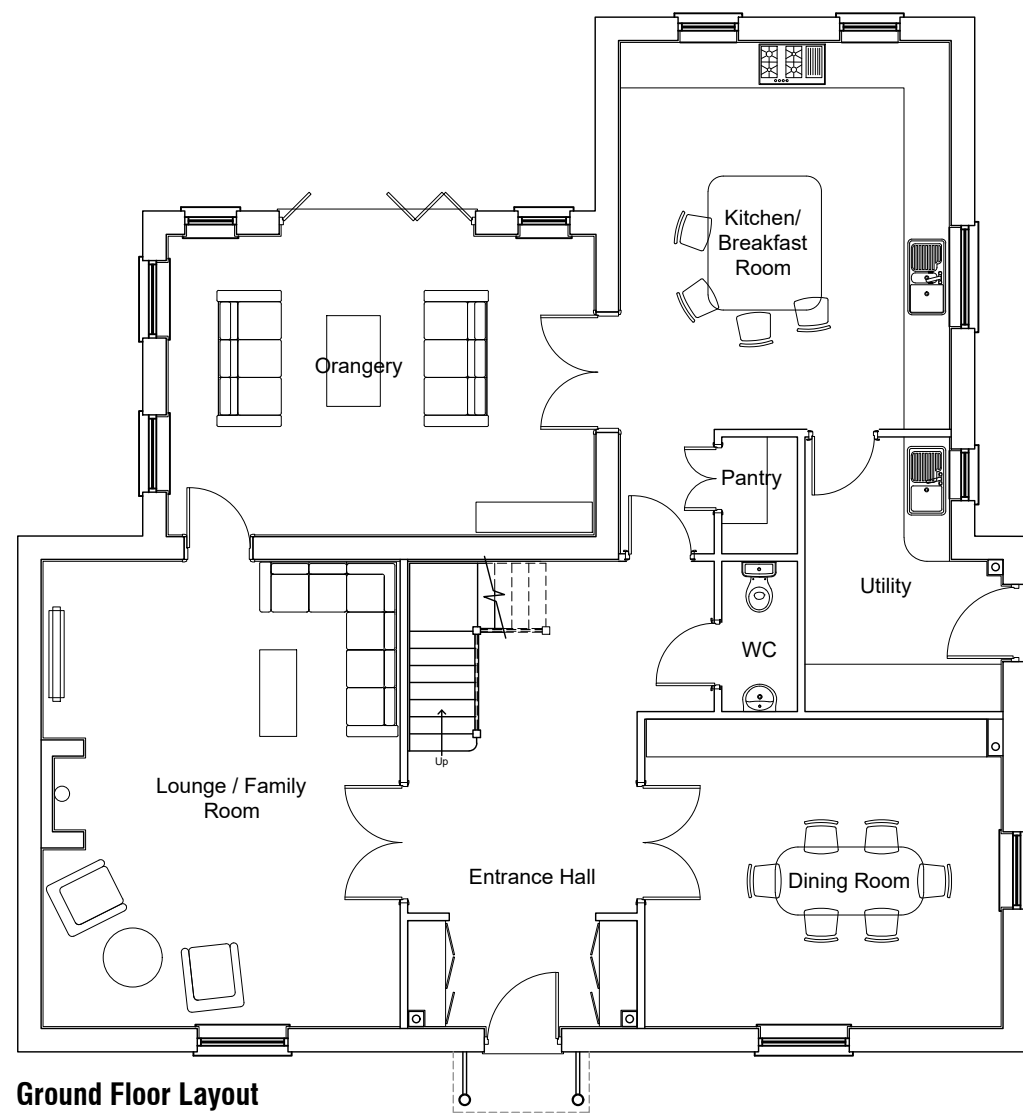 Kitchen/
Breakfast
Room
Orangery
Pantry
Utility
WC
Up
Lounge / Family
Room
Entrance Hall
Dining Room
Ground Floor Layout